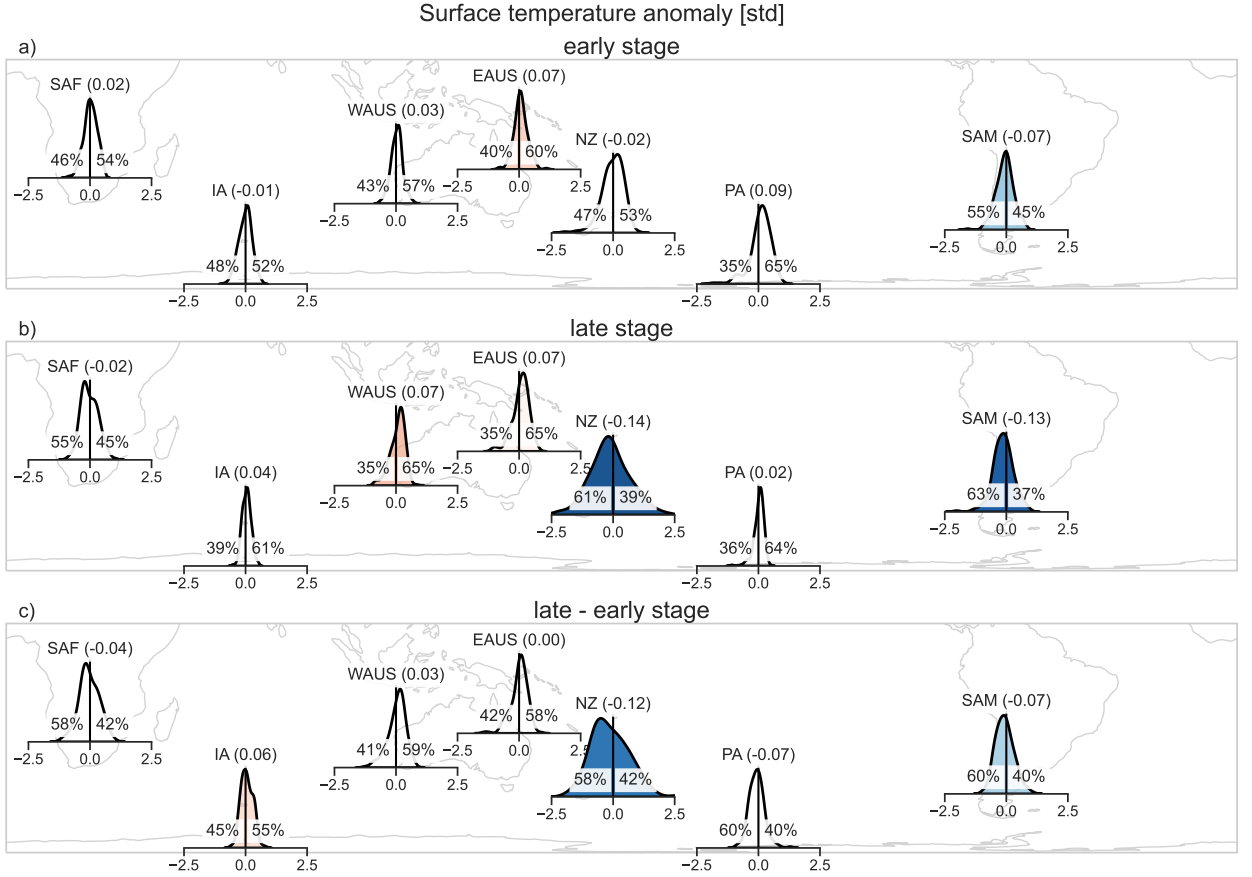 Surface temperature anomaly [std]
a)
early stage
SAF (0.02)
46% 54%
−2.5 0.0 2.5
IA (-0.01)
48% 52%
−2.5 0.0 2.5
WAUS (0.03)
43% 57%
−2.5 0.0 2.5
EAUS (0.07)
40% 60%
−2.5 0.0 2.5
NZ (-0.02)
47% 53%
−2.5 0.0 2.5
PA (0.09)
35% 65%
−2.5 0.0 2.5
SAM (-0.07)
55% 45%
−2.5 0.0 2.5
b)
late stage
SAF (-0.02)
55% 45%
−2.5 0.0 2.5
IA (0.04)
39% 61%
−2.5 0.0 2.5
WAUS (0.07)
35% 65%
−2.5 0.0 2.5
EAUS (0.07)
35% 65%
−2.5 0.0 2.5
NZ (-0.14)
61% 39%
−2.5 0.0 2.5
PA (0.02)
36% 64%
−2.5 0.0 2.5
SAM (-0.13)
63% 37%
−2.5 0.0 2.5
c)
late - early stage
SAF (-0.04)
58% 42%
−2.5 0.0 2.5
IA (0.06)
45% 55%
−2.5 0.0 2.5
WAUS (0.03)
41% 59%
−2.5 0.0 2.5
EAUS (0.00)
42% 58%
−2.5 0.0 2.5
NZ (-0.12)
58% 42%
−2.5 0.0 2.5
PA (-0.07)
60% 40%
−2.5 0.0 2.5
SAM (-0.07)
60% 40%
−2.5 0.0 2.5